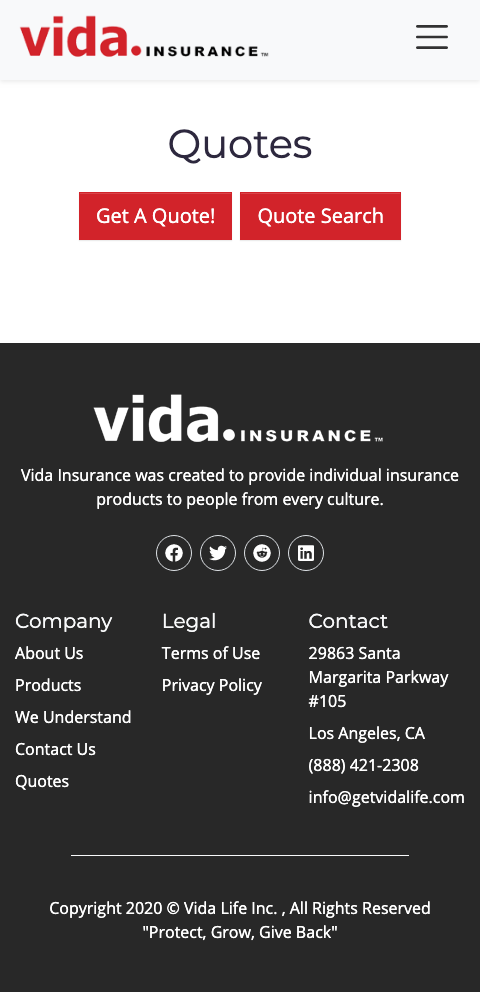 vida.INSURANCE™
Quotes
Get A Quote!
Quote Search
vida.INSURANCE™
Vida Insurance was created to provide individual insurance
products to people from every culture.
Company
About Us
Products
We Understand
Contact Us
Quotes
Legal
Terms of Use
Privacy Policy
Contact
29863 Santa
Margarita Parkway
#105
Los Angeles, CA
(888) 421-2308
info@getvidalife.com
Copyright 2020 © Vida Life Inc. , All Rights Reserved
"Protect, Grow, Give Back"